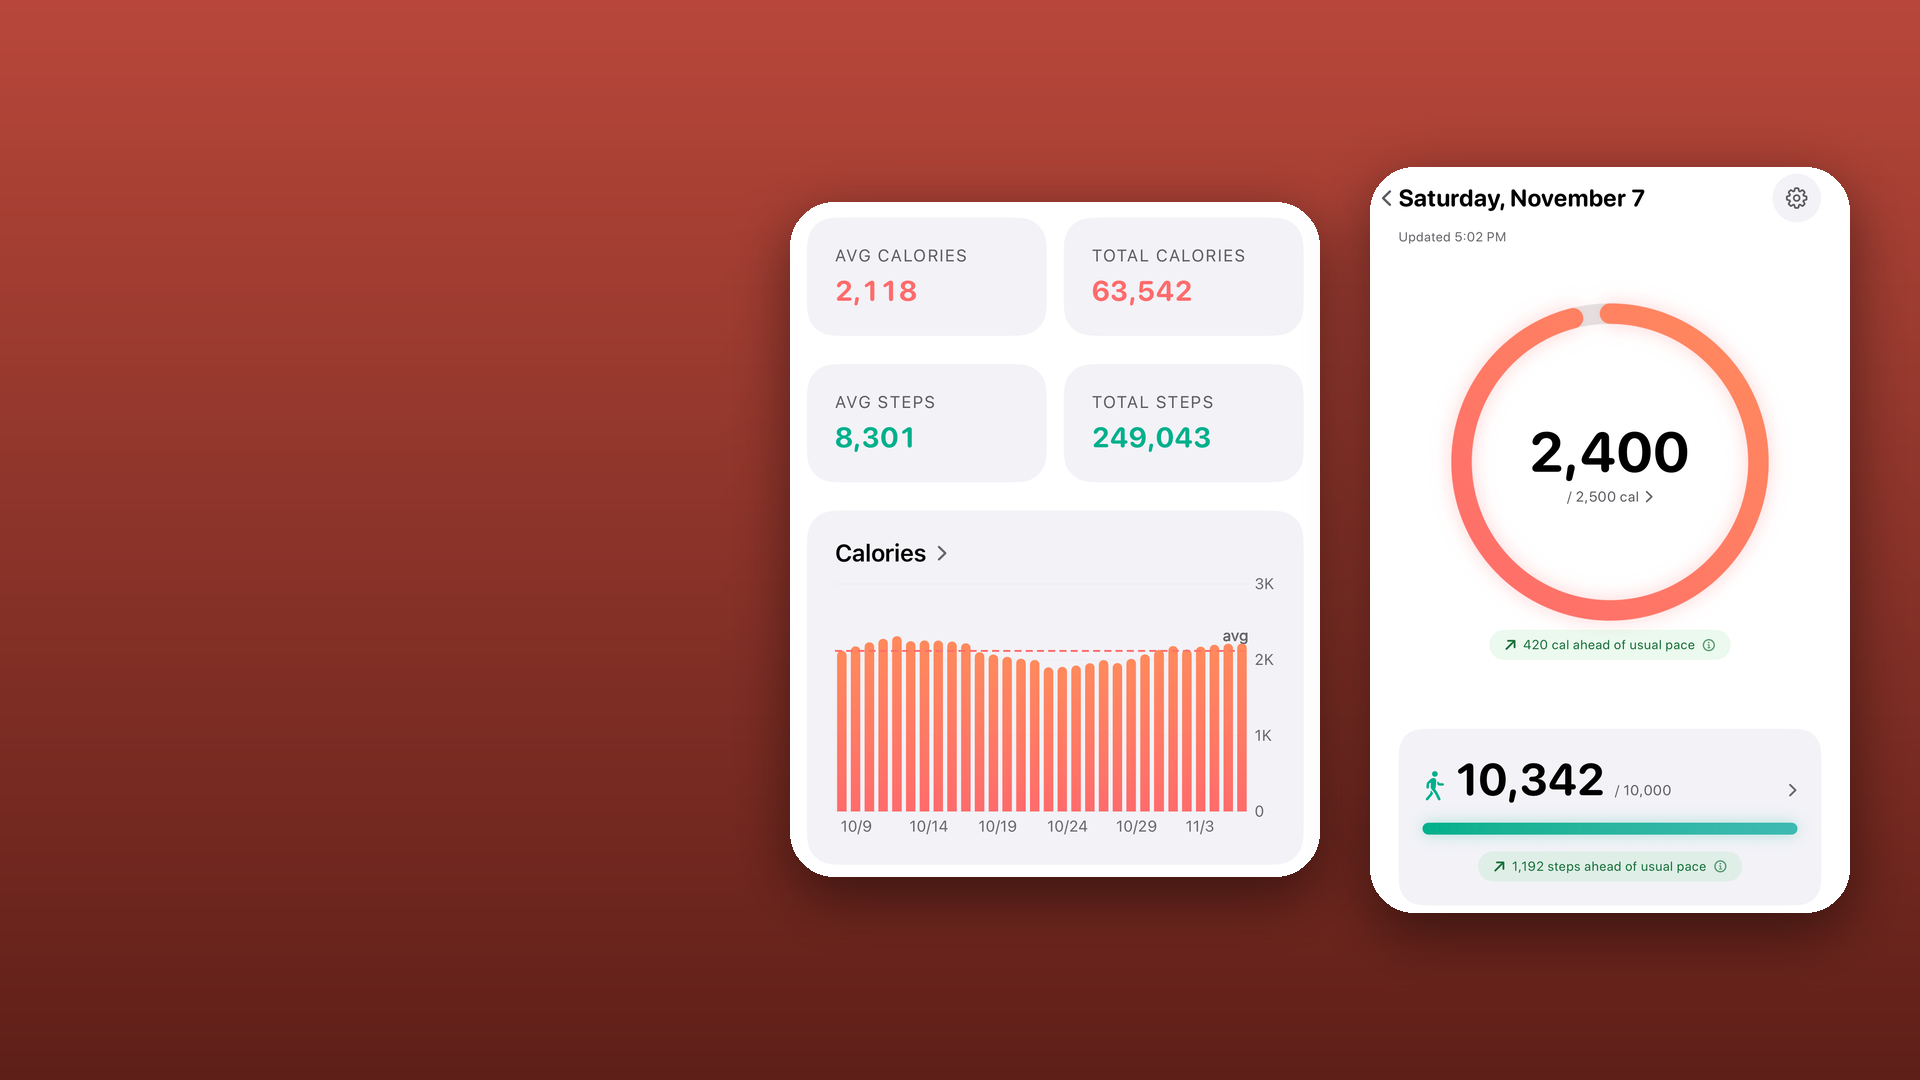 AVG CALORIES
2,118
TOTAL CALORIES
63,542
AVG STEPS
8,301
TOTAL STEPS
249,043
Calories
3K
avg
2K
1K
0
10/9 10/14 10/19 10/24 10/29 11/3
Saturday, November 7
Updated 5:02 PM
2,400
/ 2,500 cal
420 cal ahead of usual pace
10,342 / 10,000
1,192 steps ahead of usual pace